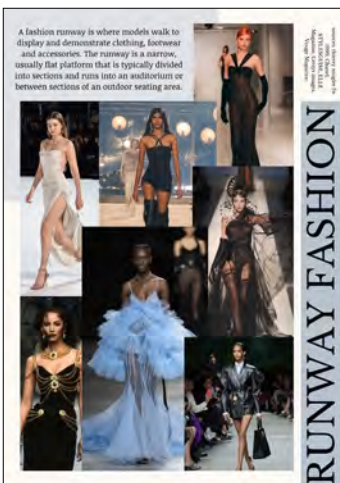 A fashion runway is where models walk to
display and demonstrate clothing, footwear
and accessories. The runway is a narrow,
usually flat platform that is typically divided
into sections and runs into an auditorium or
between sections of an outdoor seating area.
RUNWAY FASHION